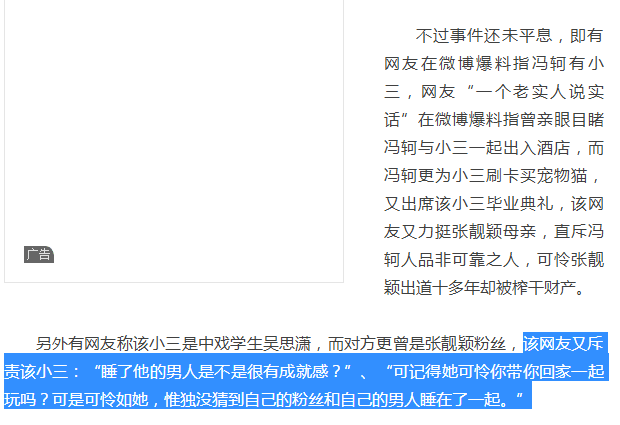 不过事件还未平息，即有
网友在微博爆料指冯轲有小
三，网友“一个老实人说实
话”在微博爆料指曾亲眼目睹
冯轲与小三一起出入酒店，而
冯轲更为小三刷卡买宠物猫，
又出席该小三毕业典礼，该网
友又力挺张靓颖母亲，直斥冯
轲人品非可靠之人，可怜张靓
颖出道十多年却被榨干财产。
广告
另外有网友称该小三是中戏学生吴思潇，而对方更曾是张靓颖粉丝，该网友又斥
责该小三：“睡了他的男人是不是很有成就感？”、“可记得她可怜你带你回家一起
玩吗？可是可怜如她，惟独没猜到自己的粉丝和自己的男人睡在了一起。”